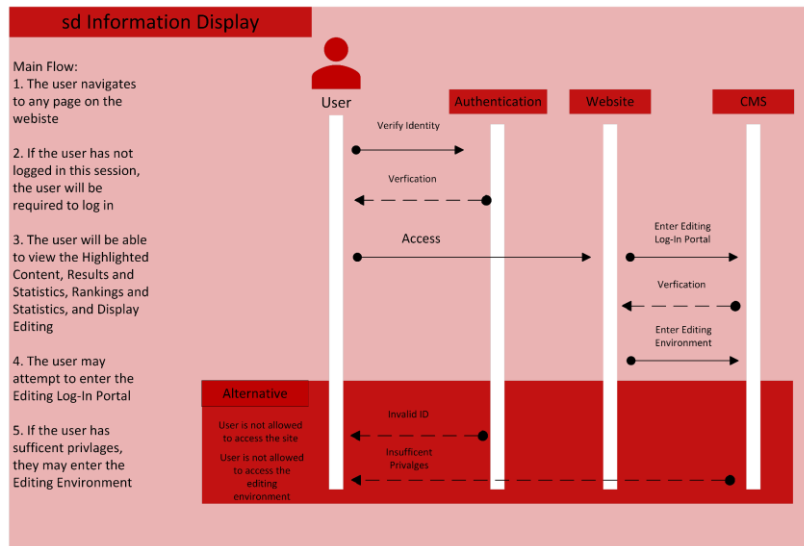 sd Information Display
Main Flow:
1. The user navigates
to any page on the
webiste
2. If the user has not
logged in this session,
the user will be
required to log in
3. The user will be able
to view the Highlighted
Content, Results and
Statistics, Rankings and
Statistics, and Display
Editing
4. The user may
attempt to enter the
Editing Log-In Portal
5. If the user has
sufficent privlages,
they may enter the
Editing Environment
User
Authentication
Website
CMS
Verify Identity
Verfication
Access
Enter Editing
Log-In Portal
Verfication
Enter Editing
Environment
Alternative
User is not allowed
to access the site
Invalid ID
User is not allowed
to access the
editing
environment
Insufficent
Privalges